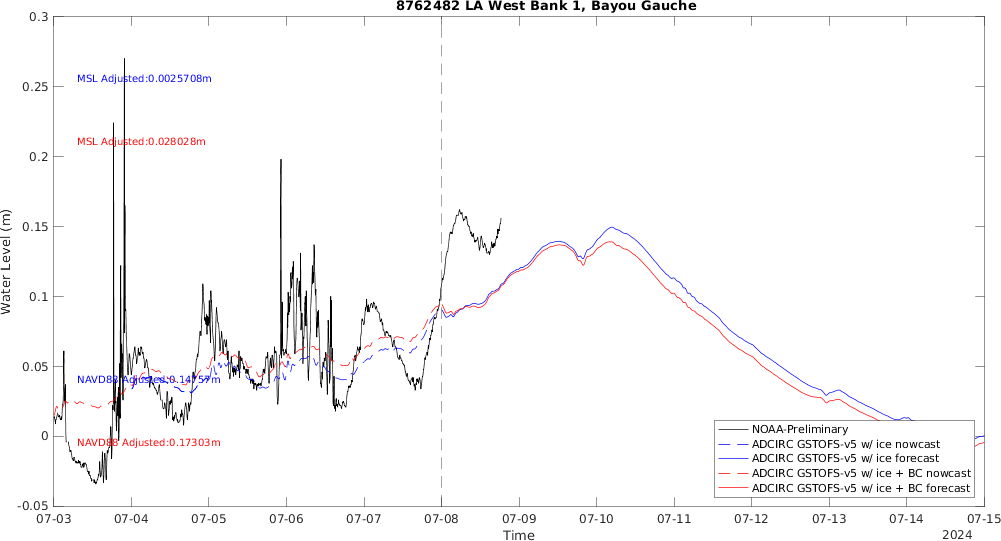 8762482 LA West Bank 1, Bayou Gauche
0.3
0.25
0.2
0.15
0.1
0.05
0
-0.05
Water Level (m)
MSL Adjusted:0.0025708m
MSL Adjusted:0.028028m
NAVD88 Adjusted:0.14757m
NAVD88 Adjusted:0.17303m
NOAA-Preliminary
ADCIRC GSTOFS-v5 w/ ice nowcast
ADCIRC GSTOFS-v5 w/ ice forecast
ADCIRC GSTOFS-v5 w/ ice + BC nowcast
ADCIRC GSTOFS-v5 w/ ice + BC forecast
07-03 07-04 07-05 07-06 07-07 07-08 07-09 07-10 07-11 07-12 07-13 07-14 07-15
Time
2024